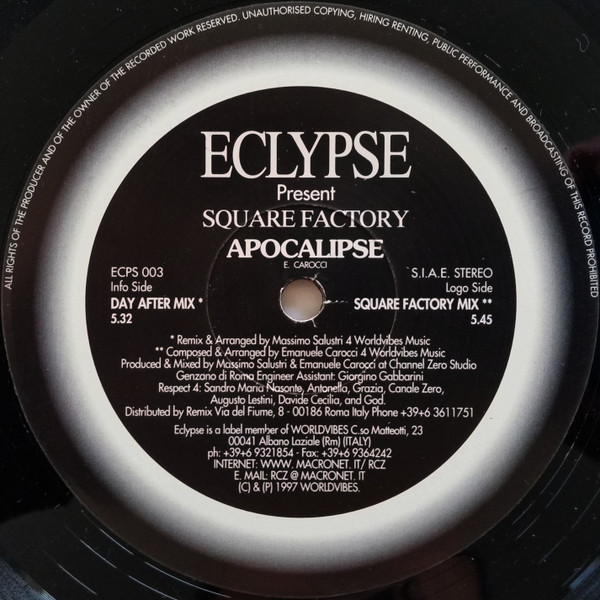 ALL RIGHTS OF THE PRODUCER AND OF THE OWNER OF THE RECORDED WORK RESERVED. UNAUTHORISED COPYING, HIRING RENTING, PUBLIC PERFORMANCE AND BROADCASTING OF THIS RECORD PROHIBITED
ECLYPSE
Present
SQUARE FACTORY
APOCALIPSE
E. CAROCCI
ECPS 003 S.I.A.E. STEREO
Info Side Logo Side
DAY AFTER MIX * SQUARE FACTORY MIX **
5.32 5.45
* Remix & Arranged by Massimo Salustri 4 Worldvibes Music
** Composed & Arranged by Emanuele Carocci 4 Worldvibes Music
Produced & Mixed by Massimo Salustri & Emanuele Carocci at Channel Zero Studio
Genzano di Roma Engineer Assistant: Giorgino Gabbarini
Respect 4: Sandro Maria Nasonte, Antonella, Grazia, Canale Zero,
Augusto Lestini, Davide Cecilia, and God.
Distributed by Remix Via del Fiume, 8 - 00186 Roma Italy Phone +39+6 3611751
Eclypse is a label member of WORLDVIBES C.so Matteotti, 23
00041 Albano Laziale (Rm) (ITALY)
ph: +39+6 9321854 - Fax: +39+6 9364242
INTERNET: WWW. MACRONET. IT/ RCZ
E. MAIL: RCZ @ MACRONET. IT
(C) & (P) 1997 WORLDVIBES.